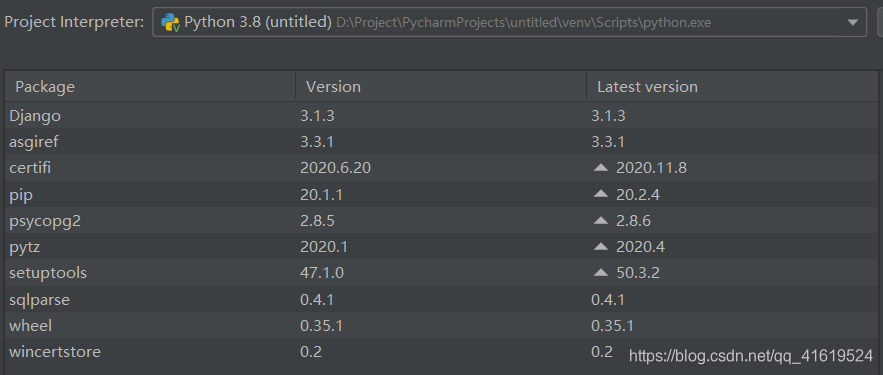 Project Interpreter: Python 3.8 (untitled) D:\Project\PycharmProjects\untitled\venv\Scripts\python.exe
Package Version Latest version
Django 3.1.3 3.1.3
asgiref 3.3.1 3.3.1
certifi 2020.6.20 2020.11.8
pip 20.1.1 20.2.4
psycopg2 2.8.5 2.8.6
pytz 2020.1 2020.4
setuptools 47.1.0 50.3.2
sqlparse 0.4.1 0.4.1
wheel 0.35.1 0.35.1
wincertstore 0.2 0.2
https://blog.csdn.net/qq_41619524